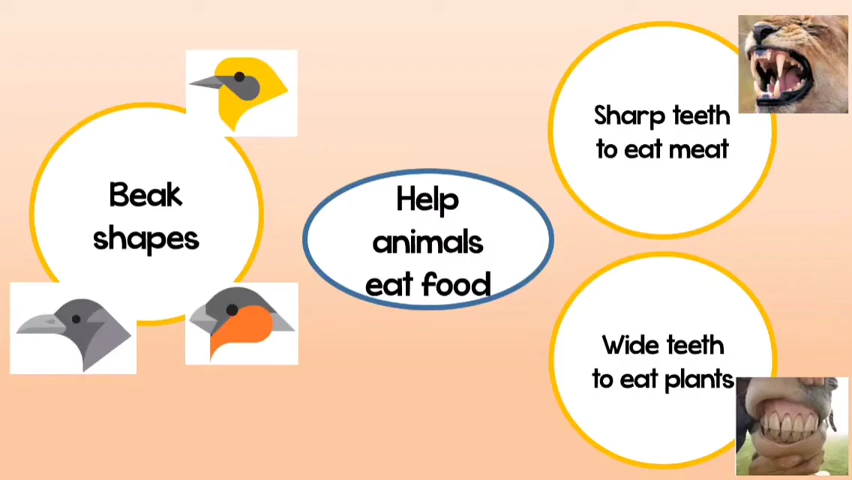 Beak
shapes
Help
animals
eat food
Sharp teeth
to eat meat
Wide teeth
to eat plants